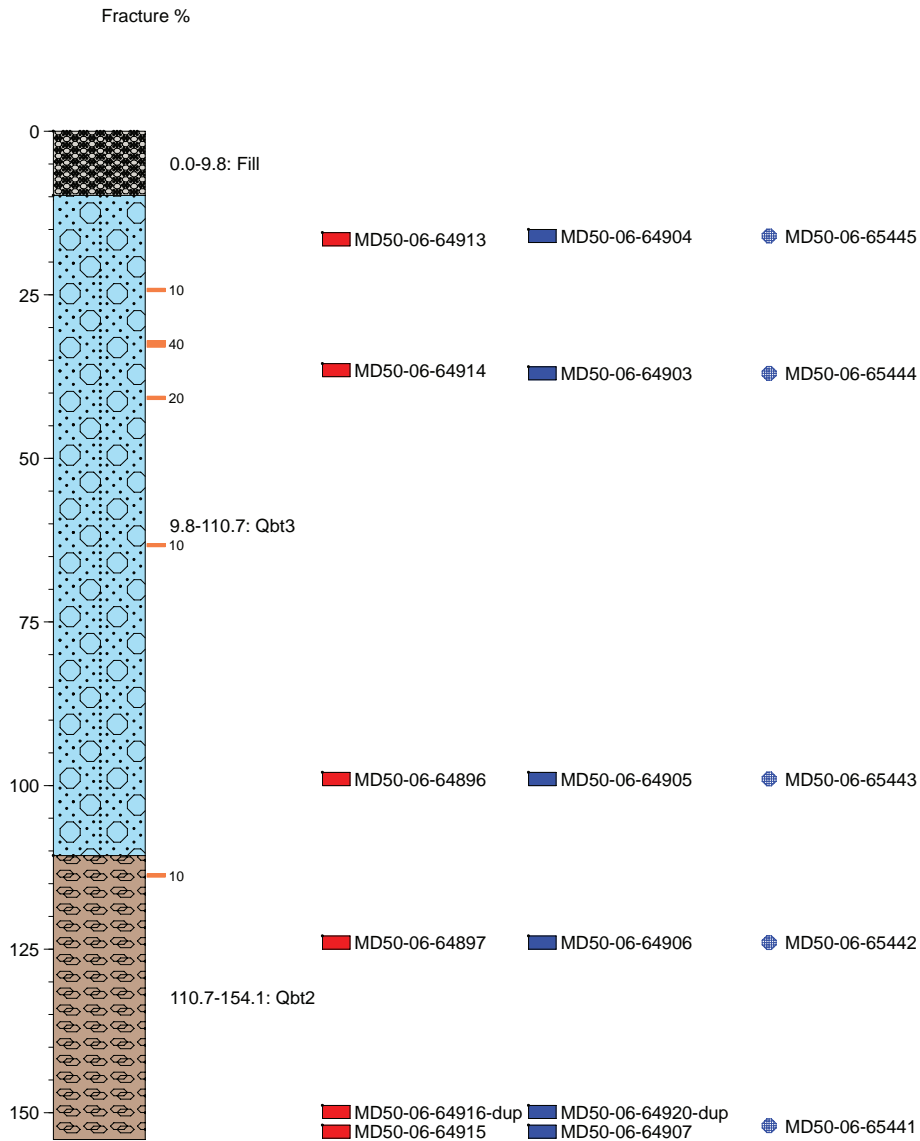 Fracture %
0
0.0-9.8: Fill
MD50-06-64913 MD50-06-64904 MD50-06-65445
25
10
40
MD50-06-64914 MD50-06-64903 MD50-06-65444
20
50
9.8-110.7: Qbt3
10
75
100
MD50-06-64896 MD50-06-64905 MD50-06-65443
10
125
MD50-06-64897 MD50-06-64906 MD50-06-65442
110.7-154.1: Qbt2
150
MD50-06-64916-dup MD50-06-64920-dup
MD50-06-64915 MD50-06-64907 MD50-06-65441